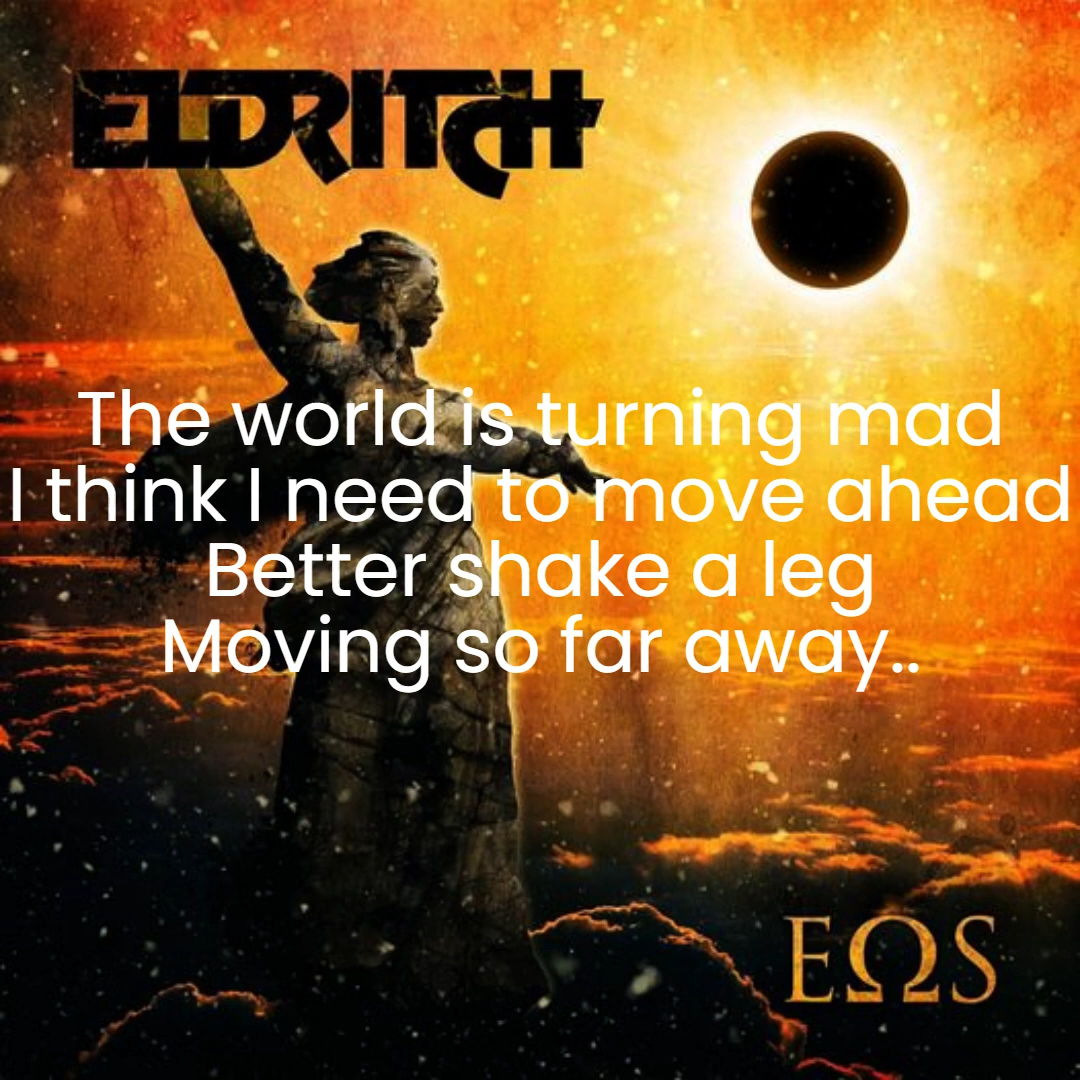 ELDRITCH
The world is turning mad
I think I need to move ahead
Better shake a leg
Moving so far away..
EΩS